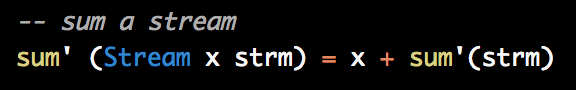 -- sum a stream
sum' (Stream x strm) = x + sum'(strm)